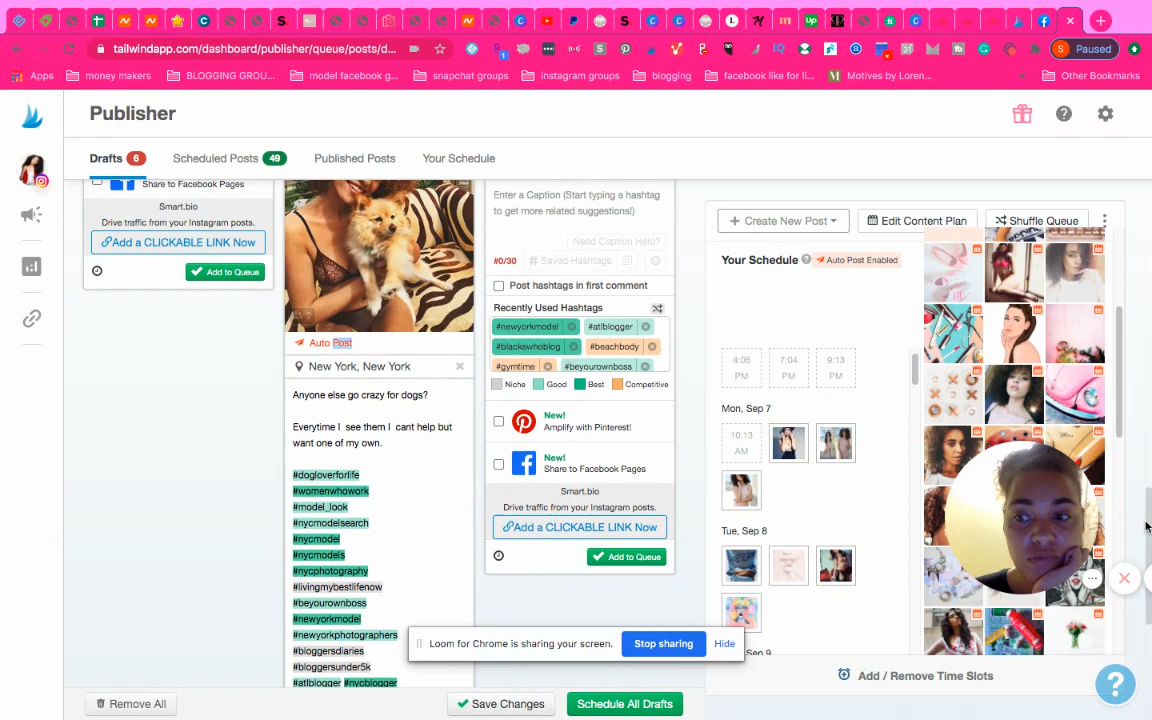 tailwindapp.com/dashboard/publisher/queue/posts/d...
Paused
Apps
money makers
BLOGGING GROU...
model facebook g...
snapchat groups
instagram groups
blogging
facebook like for li...
Motives by Loren...
Other Bookmarks
Publisher
Drafts 6
Scheduled Posts 49
Published Posts
Your Schedule
Share to Facebook Pages
Smart.bio
Drive traffic from your Instagram posts.
Add a CLICKABLE LINK Now
Add to Queue
Auto Post
New York, New York
Anyone else go crazy for dogs?
Everytime I see them I cant help but
want one of my own.
#dogloverforlife
#womenwhowork
#model_look
#nycmodelsearch
#nycmodel
#nycmodels
#nycphotography
#livingmybestlifenow
#beyourownboss
#newyorkmodel
#newyorkphotographers
#bloggersdiaries
#bloggersunder5k
#atlblogger #nycblogger
Enter a Caption (Start typing a hashtag
to get more related suggestions!)
Need Caption Help?
#0/30
Saved Hashtags
Post hashtags in first comment
Recently Used Hashtags
#newyorkmodel #atlblogger
#blackswhoblog #beachbody
#gymtime #beyourownboss
Niche Good Best Competitive
New!
Amplify with Pinterest!
New!
Share to Facebook Pages
Smart.bio
Drive traffic from your Instagram posts.
Add a CLICKABLE LINK Now
Add to Queue
Create New Post
Edit Content Plan
Shuffle Queue
Your Schedule
Auto Post Enabled
4:06 PM
7:04 PM
9:13 PM
Mon, Sep 7
10:13 AM
Tue, Sep 8
Add / Remove Time Slots
Loom for Chrome is sharing your screen.
Stop sharing
Hide
Remove All
Save Changes
Schedule All Drafts